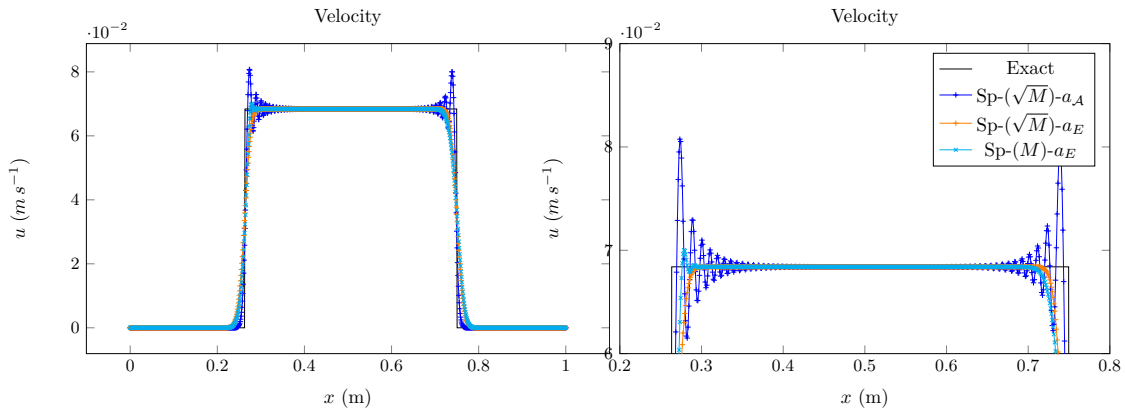 Velocity
·10⁻²
8
6
4
2
0
u (m s⁻¹)
0 0.2 0.4 0.6 0.8 1
x (m)
Velocity
·10⁻²
9
8
7
6
u (m s⁻¹)
0.2 0.3 0.4 0.5 0.6 0.7 0.8
x (m)
Exact
Sp-(√M)-a_𝒜
Sp-(√M)-a_E
Sp-(M)-a_E